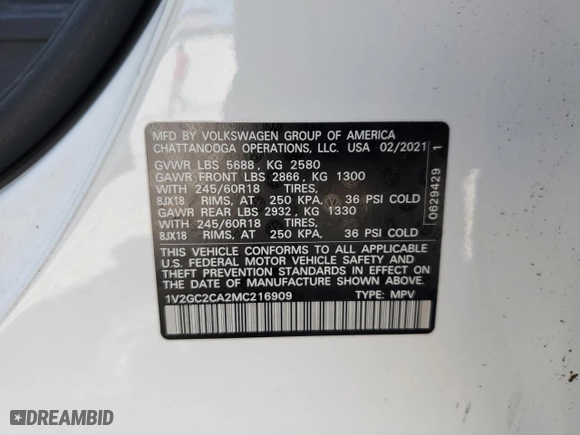 MFD BY VOLKSWAGEN GROUP OF AMERICA
CHATTANOOGA OPERATIONS, LLC. USA 02/2021
GVWR LBS 5688, KG 2580
GAWR FRONT LBS 2866, KG 1300
WITH 245/60R18 TIRES,
8JX18 RIMS, AT 250 KPA, 36 PSI COLD
GAWR REAR LBS 2932, KG 1330
WITH 245/60R18 TIRES,
8JX18 RIMS, AT 250 KPA, 36 PSI COLD
THIS VEHICLE CONFORMS TO ALL APPLICABLE
U.S. FEDERAL MOTOR VEHICLE SAFETY AND
THEFT PREVENTION STANDARDS IN EFFECT ON
THE DATE OF MANUFACTURE SHOWN ABOVE.
1V2GC2CA2MC216909 TYPE: MPV
0629429
1
DREAMBID